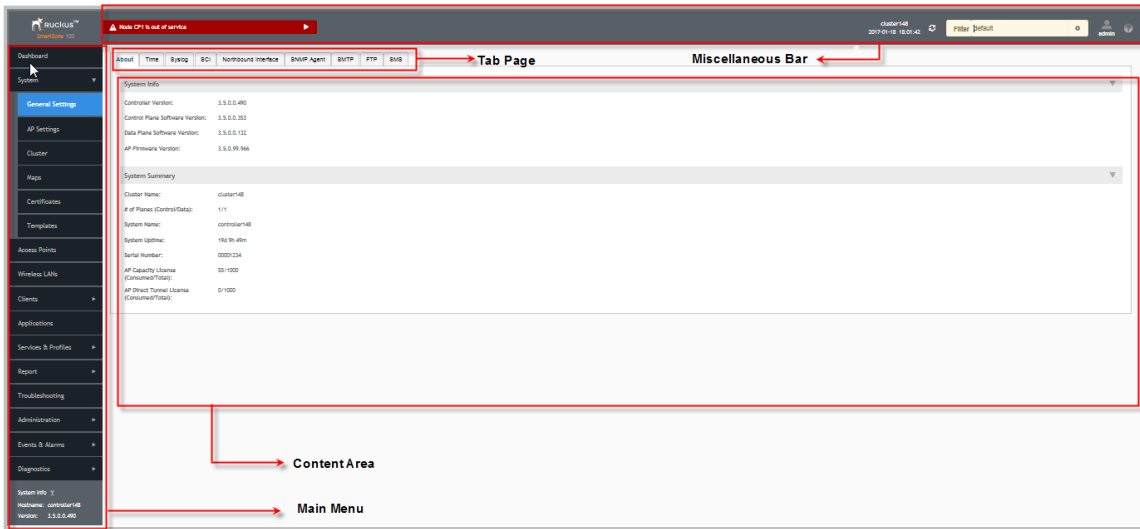 RUCKUS™
SmartZone 100
Node CP1 is out of service
cluster148
2017-01-18 18:01:42
Filter default
admin
Dashboard
System
General Settings
AP Settings
Cluster
Maps
Certificates
Templates
Access Points
Wireless LANs
Clients
Applications
Services & Profiles
Report
Troubleshooting
Administration
Events & Alarms
Diagnostics
System Info
Hostname: controller148
Version: 3.5.0.0.490
About Time Syslog SCI Northbound Interface SNMP Agent SMTP FTP SMS
Tab Page
Miscellaneous Bar
System Info
Controller Version: 3.5.0.0.490
Control Plane Software Version: 3.5.0.0.353
Data Plane Software Version: 3.5.0.0.132
AP Firmware Version: 3.5.0.99.966
System Summary
Cluster Name: cluster148
# of Planes (Control/Data): 1/1
System Name: controller148
System Uptime: 19d 9h 49m
Serial Number: 00001234
AP Capacity License
(Consumed/Total): 55/1000
AP Direct Tunnel License
(Consumed/Total): 0/1000
Content Area
Main Menu